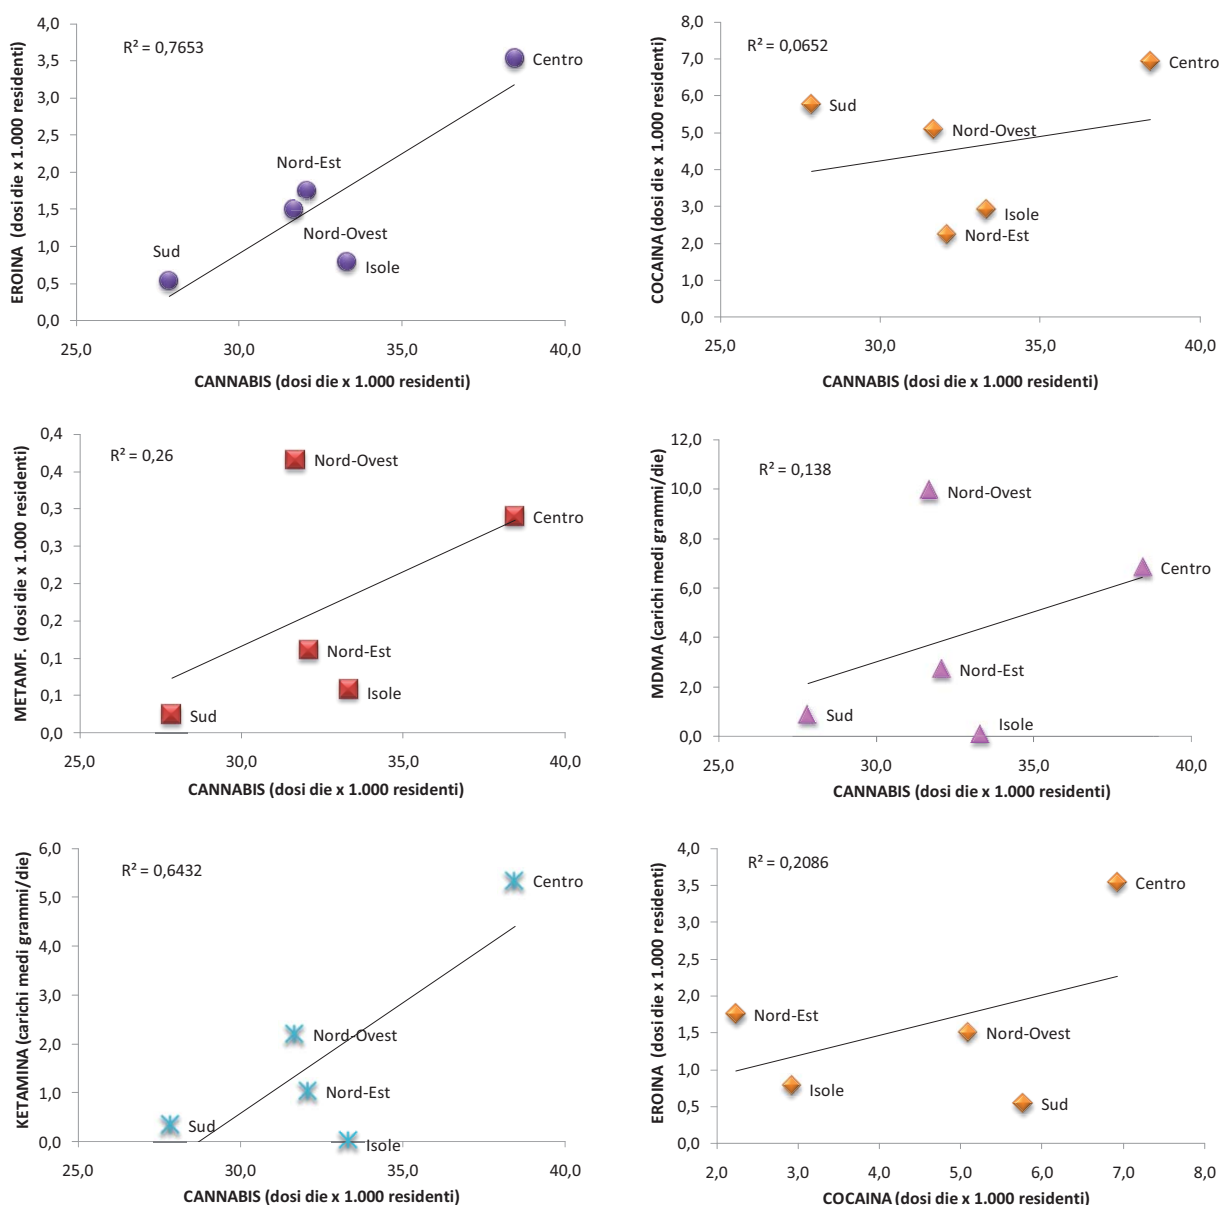 EROINA (dosi die x 1.000 residenti)
4,0
3,5
3,0
2,5
2,0
1,5
1,0
0,5
0,0
R² = 0,7653
Centro
Nord-Est
Nord-Ovest
Sud
Isole
25,0 30,0 35,0 40,0
CANNABIS (dosi die x 1.000 residenti)
COCAINA (dosi die x 1.000 residenti)
8,0
7,0
6,0
5,0
4,0
3,0
2,0
1,0
0,0
R² = 0,0652
Centro
Sud
Nord-Ovest
Isole
Nord-Est
25,0 30,0 35,0 40,0
CANNABIS (dosi die x 1.000 residenti)
METAMF. (dosi die x 1.000 residenti)
0,4
0,4
0,3
0,3
0,2
0,2
0,1
0,1
0,0
R² = 0,26
Nord-Ovest
Centro
Nord-Est
Isole
Sud
25,0 30,0 35,0 40,0
CANNABIS (dosi die x 1.000 residenti)
MDMA (carichi medi grammi/die)
12,0
10,0
8,0
6,0
4,0
2,0
0,0
R² = 0,138
Nord-Ovest
Centro
Nord-Est
Sud
Isole
25,0 30,0 35,0 40,0
CANNABIS (dosi die x 1.000 residenti)
KETAMINA (carichi medi grammi/die)
6,0
5,0
4,0
3,0
2,0
1,0
0,0
R² = 0,6432
Centro
Nord-Ovest
Nord-Est
Sud
Isole
25,0 30,0 35,0 40,0
CANNABIS (dosi die x 1.000 residenti)
EROINA (dosi die x 1.000 residenti)
4,0
3,5
3,0
2,5
2,0
1,5
1,0
0,5
0,0
R² = 0,2086
Centro
Nord-Est
Nord-Ovest
Isole
Sud
2,0 3,0 4,0 5,0 6,0 7,0 8,0
COCAINA (dosi die x 1.000 residenti)